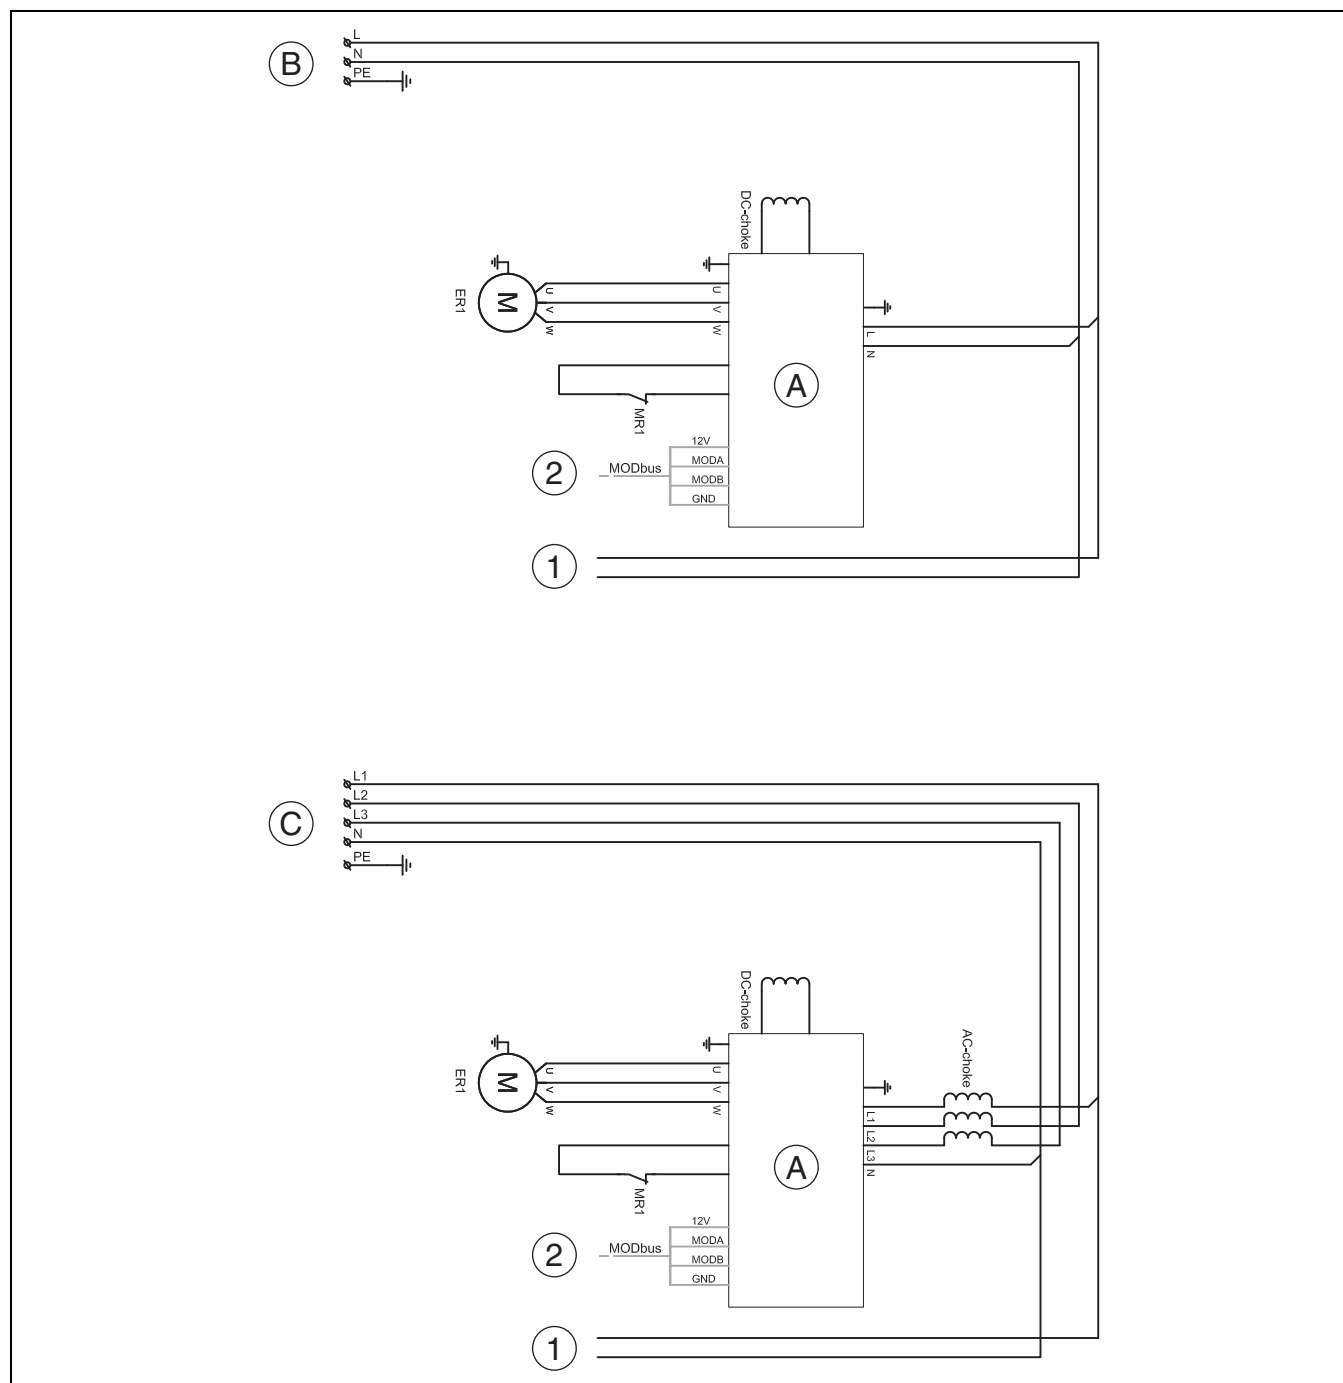 L
N
PE
B
DC-choke
ER1
M
U
V
W
U
V
W
L
N
A
MR1
12V
MODA
MODB
GND
2
MODbus
1
L1
L2
L3
N
PE
C
DC-choke
AC-choke
ER1
M
U
V
W
U
V
W
L1
L2
L3
N
A
MR1
12V
MODA
MODB
GND
2
MODbus
1